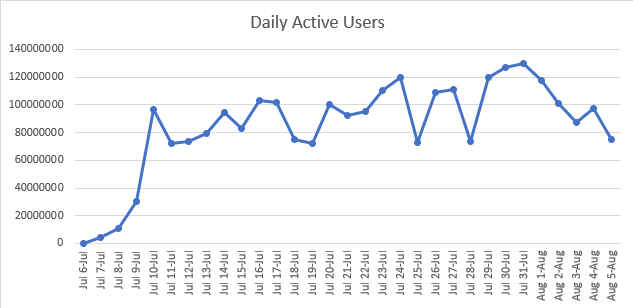 Daily Active Users
140000000
120000000
100000000
80000000
60000000
40000000
20000000
0
Jul 6-Jul
Jul 7-Jul
Jul 8-Jul
Jul 9-Jul
Jul 10-Jul
Jul 11-Jul
Jul 12-Jul
Jul 13-Jul
Jul 14-Jul
Jul 15-Jul
Jul 16-Jul
Jul 17-Jul
Jul 18-Jul
Jul 19-Jul
Jul 20-Jul
Jul 21-Jul
Jul 22-Jul
Jul 23-Jul
Jul 24-Jul
Jul 25-Jul
Jul 26-Jul
Jul 27-Jul
Jul 28-Jul
Jul 29-Jul
Jul 30-Jul
Jul 31-Jul
Aug 1-Aug
Aug 2-Aug
Aug 3-Aug
Aug 4-Aug
Aug 5-Aug